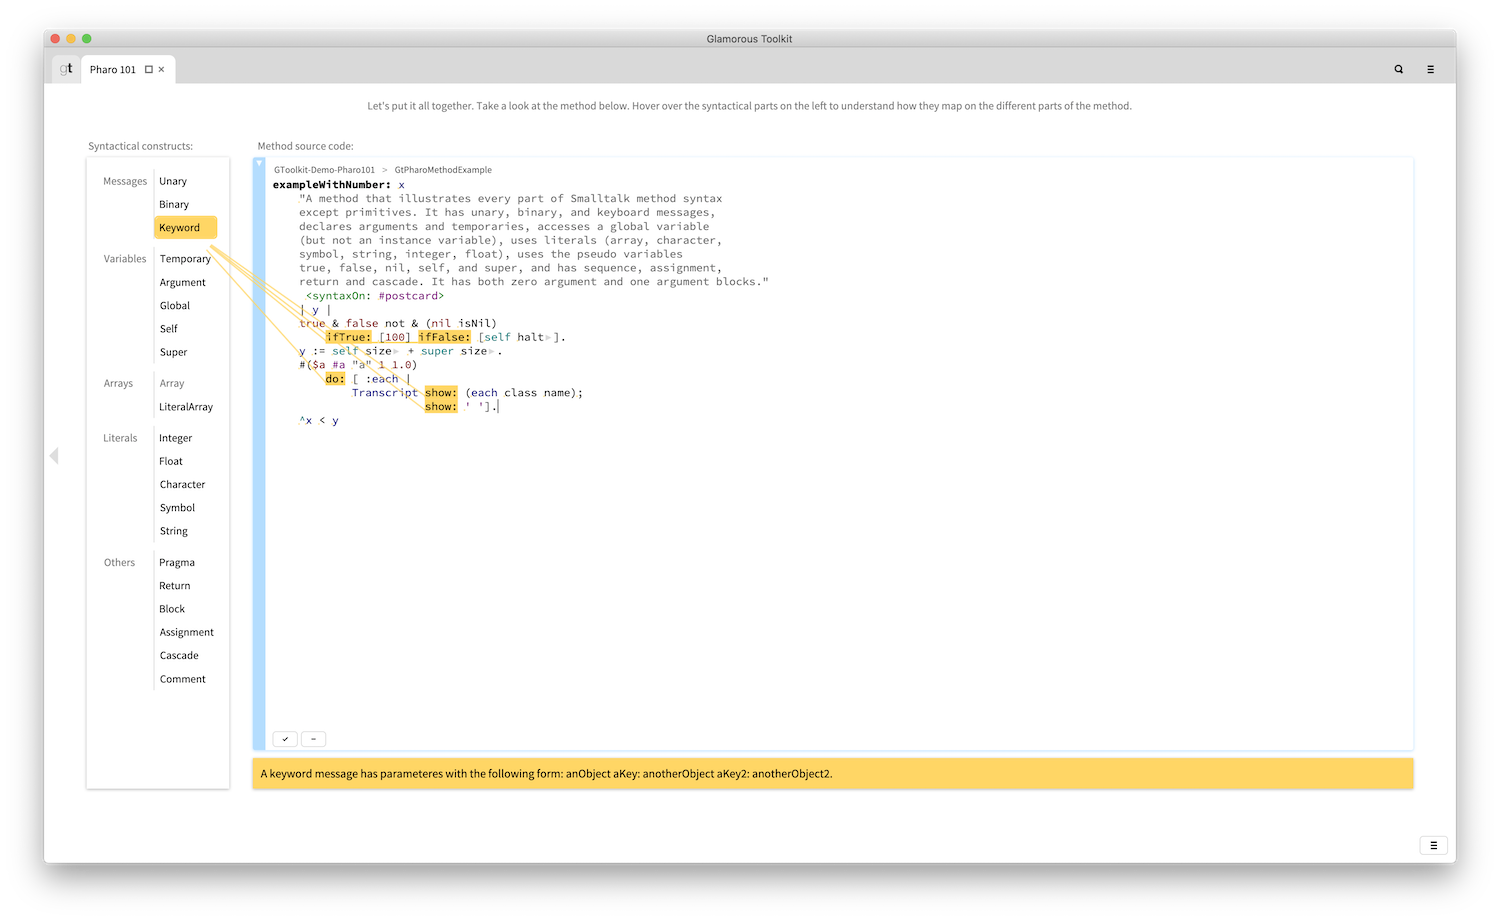 Glamorous Toolkit
gt
Pharo 101
Let's put it all together. Take a look at the method below. Hover over the syntactical parts on the left to understand how they map on the different parts of the method.
Syntactical constructs:
Messages
Unary
Binary
Keyword
Variables
Temporary
Argument
Global
Self
Super
Arrays
Array
LiteralArray
Literals
Integer
Float
Character
Symbol
String
Others
Pragma
Return
Block
Assignment
Cascade
Comment
Method source code:
GToolkit-Demo-Pharo101 > GtPharoMethodExample
exampleWithNumber: x
"A method that illustrates every part of Smalltalk method syntax
except primitives. It has unary, binary, and keyboard messages,
declares arguments and temporaries, accesses a global variable
(but not an instance variable), uses literals (array, character,
symbol, string, integer, float), uses the pseudo variables
true, false, nil, self, and super, and has sequence, assignment,
return and cascade. It has both zero argument and one argument blocks."
<syntaxOn: #postcard>
| y |
true & false not & (nil isNil)
ifTrue: [100] ifFalse: [self halt].
y := self size + super size.
#($a #a "a" 1 1.0)
do: [ :each |
Transcript show: (each class name);
show: ' '].
^x < y
A keyword message has parameteres with the following form: anObject aKey: anotherObject aKey2: anotherObject2.